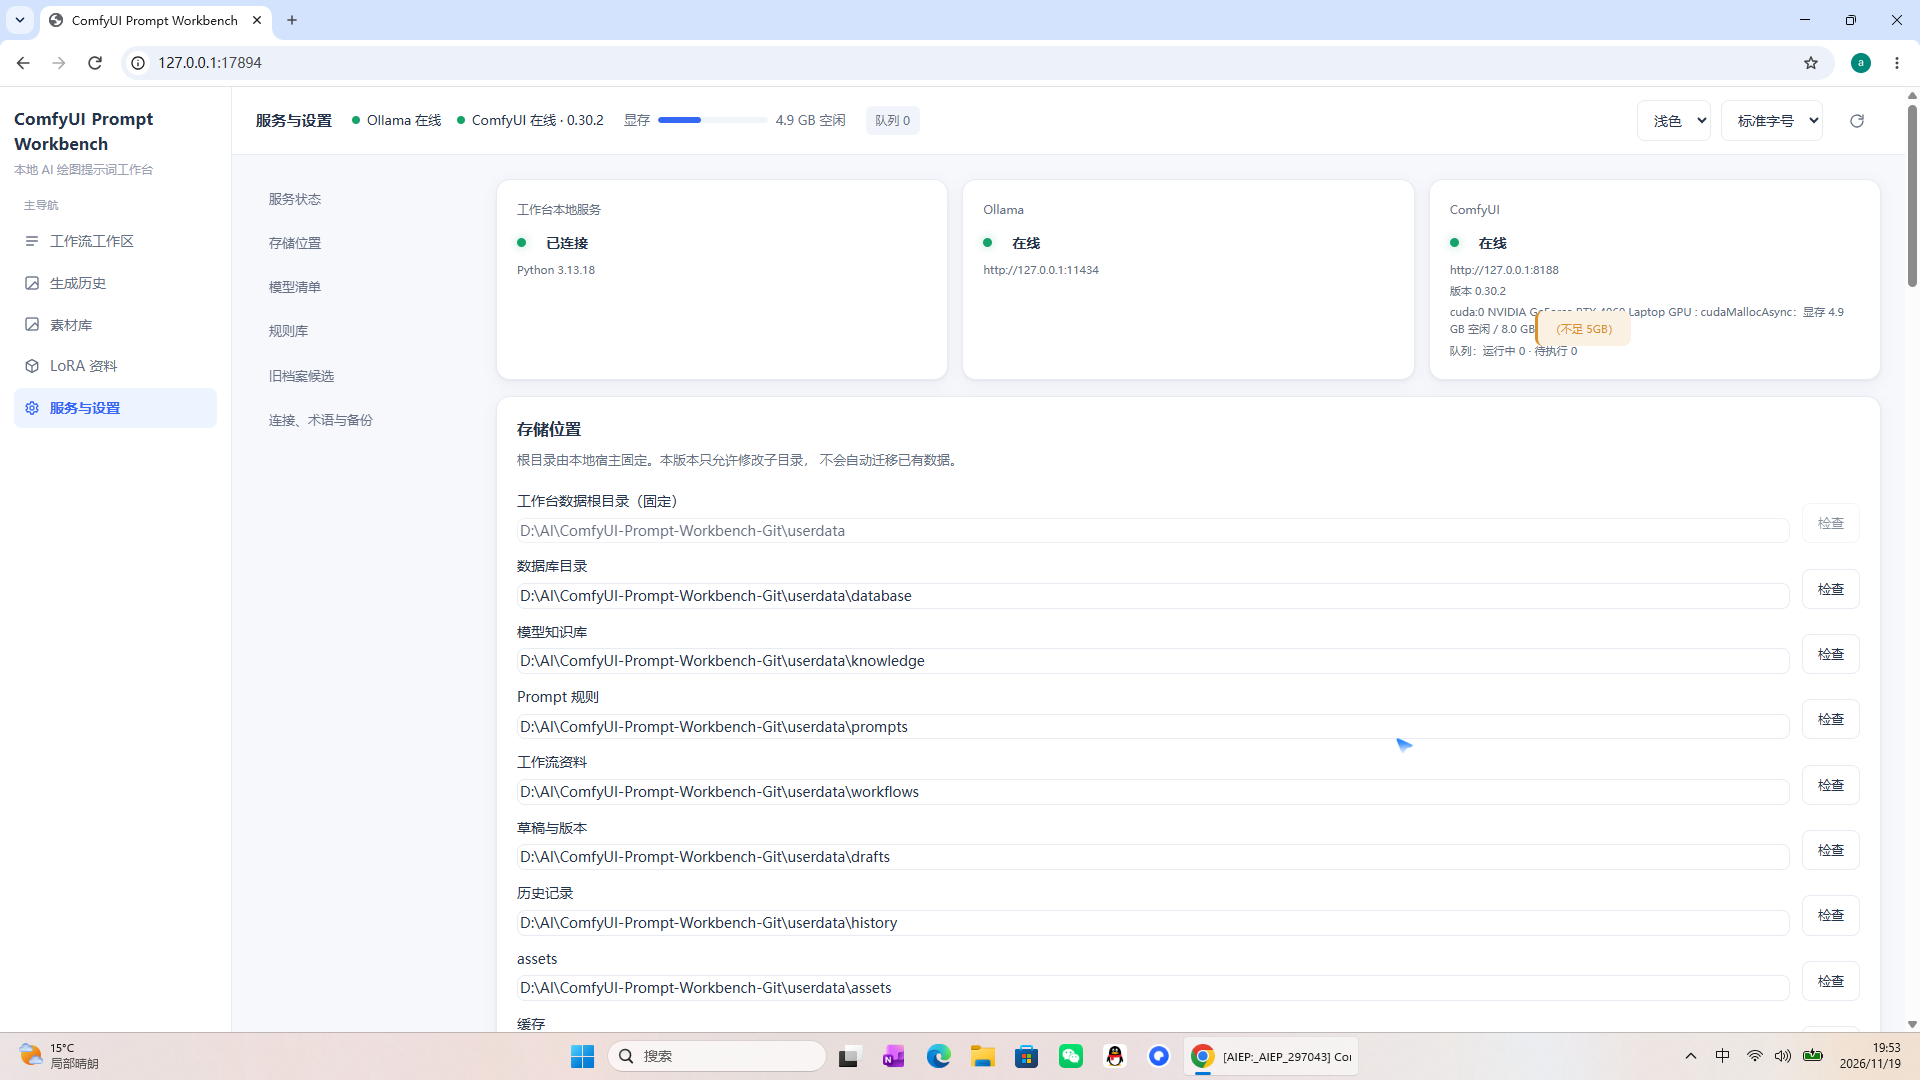 ComfyUI Prompt Workbench
127.0.0.1:17894
a
ComfyUI Prompt
Workbench
本地 AI 绘图提示词工作台
主导航
工作流工作区
生成历史
素材库
LoRA 资料
服务与设置
服务与设置
Ollama 在线
ComfyUI 在线 · 0.30.2
显存
4.9 GB 空闲
队列 0
浅色
标准字号
服务状态
存储位置
模型清单
规则库
旧档案候选
连接、术语与备份
工作台本地服务
已连接
Python 3.13.18
Ollama
在线
http://127.0.0.1:11434
ComfyUI
在线
http://127.0.0.1:8188
版本 0.30.2
cuda:0 NVIDIA GeForce RTX 4060 Laptop GPU : cudaMallocAsync: 显存 4.9
GB 空闲 / 8.0 GB (不足 5GB)
队列: 运行中 0 · 待执行 0
存储位置
根目录由本地宿主固定。本版本只允许修改子目录， 不会自动迁移已有数据。
工作台数据根目录（固定）
D:\AI\ComfyUI-Prompt-Workbench-Git\userdata
检查
数据库目录
D:\AI\ComfyUI-Prompt-Workbench-Git\userdata\database
检查
模型知识库
D:\AI\ComfyUI-Prompt-Workbench-Git\userdata\knowledge
检查
Prompt 规则
D:\AI\ComfyUI-Prompt-Workbench-Git\userdata\prompts
检查
工作流资料
D:\AI\ComfyUI-Prompt-Workbench-Git\userdata\workflows
检查
草稿与版本
D:\AI\ComfyUI-Prompt-Workbench-Git\userdata\drafts
检查
历史记录
D:\AI\ComfyUI-Prompt-Workbench-Git\userdata\history
检查
assets
D:\AI\ComfyUI-Prompt-Workbench-Git\userdata\assets
检查
缓存
15°C
局部晴朗
搜索
[AIEP:_AIEP_297043] Co
中
19:53
2026/11/19